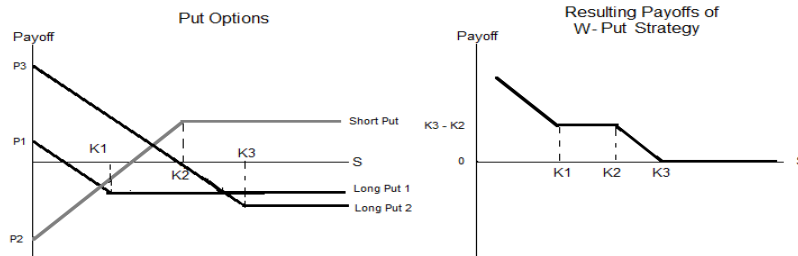 Put Options
Payoff
P3
P1
P2
K1
K2
K3
S
Short Put
Long Put 1
Long Put 2
Resulting Payoffs of
W- Put Strategy
Payoff
K3 - K2
0
K1
K2
K3
S